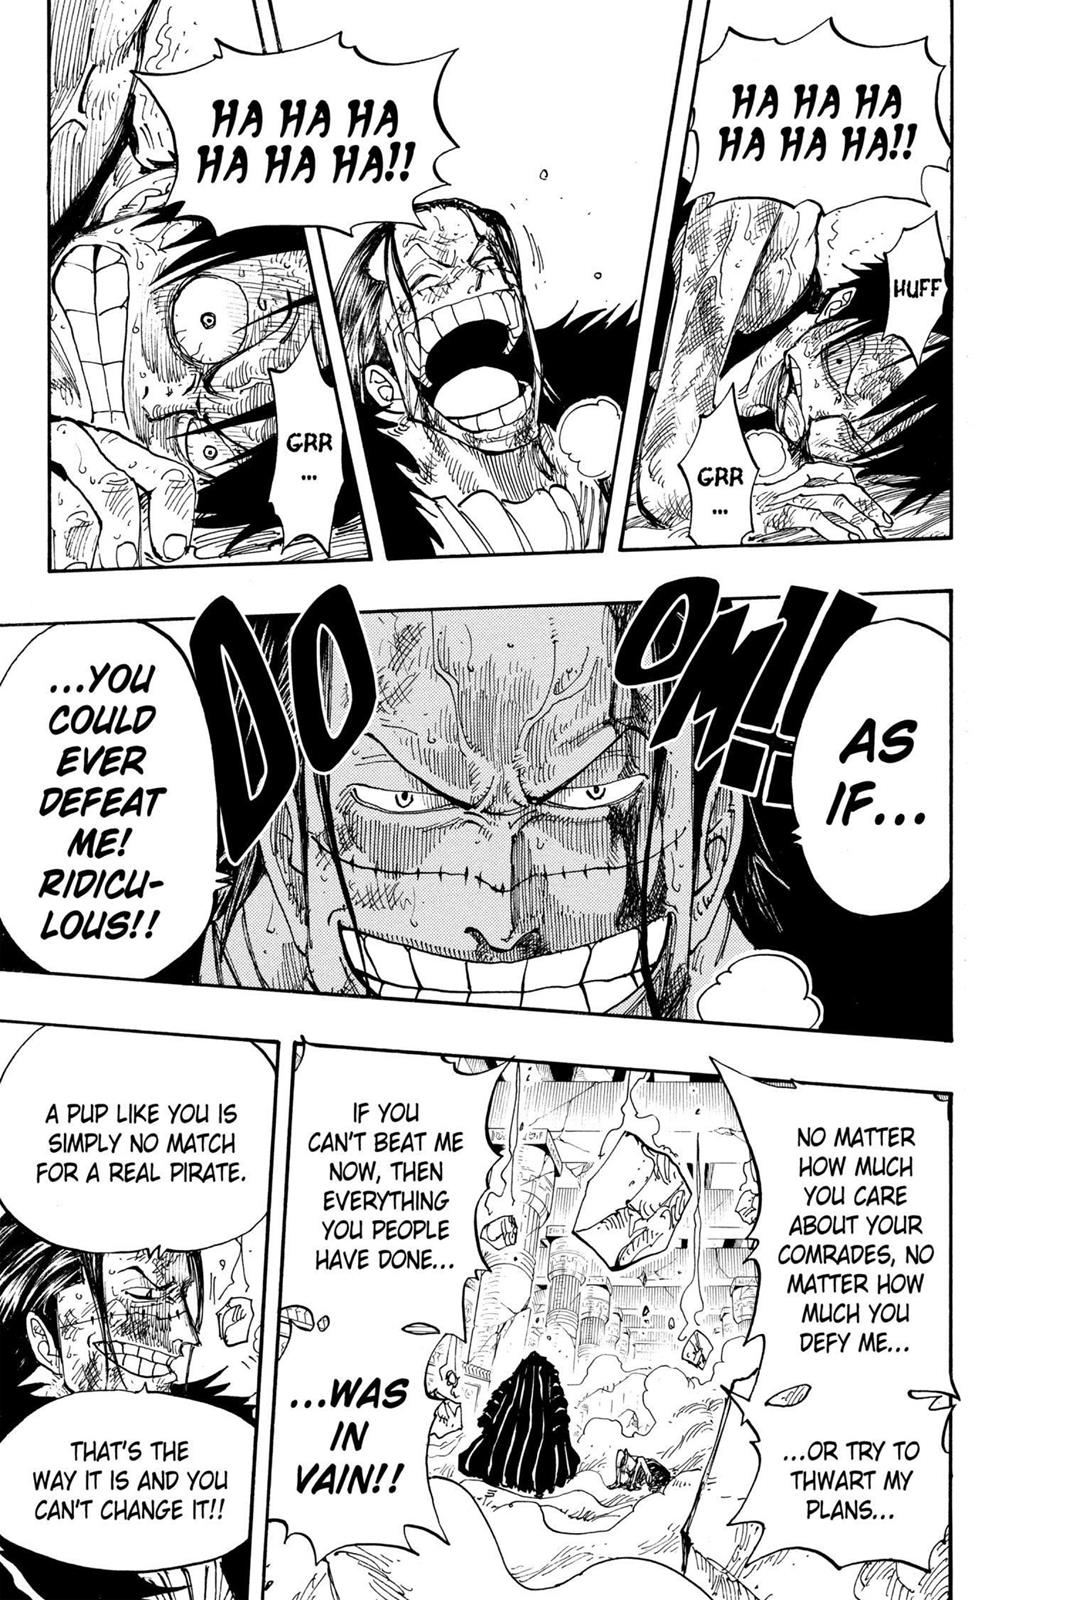 HA HA HA
HA HA HA!!
HUFF
GRR
...
HA HA HA
HA HA HA!!
GRR
...
DOOM!!
AS
IF...
...YOU
COULD
EVER
DEFEAT
ME!
RIDICU-
LOUS!!
NO MATTER
HOW MUCH
YOU CARE
ABOUT YOUR
COMRADES, NO
MATTER HOW
MUCH YOU
DEFY ME...
...OR TRY TO
THWART MY
PLANS...
IF YOU
CAN'T BEAT ME
NOW, THEN
EVERYTHING
YOU PEOPLE
HAVE DONE...
...WAS
IN
VAIN!!
A PUP LIKE YOU IS
SIMPLY NO MATCH
FOR A REAL PIRATE.
THAT'S THE
WAY IT IS AND YOU
CAN'T CHANGE IT!!